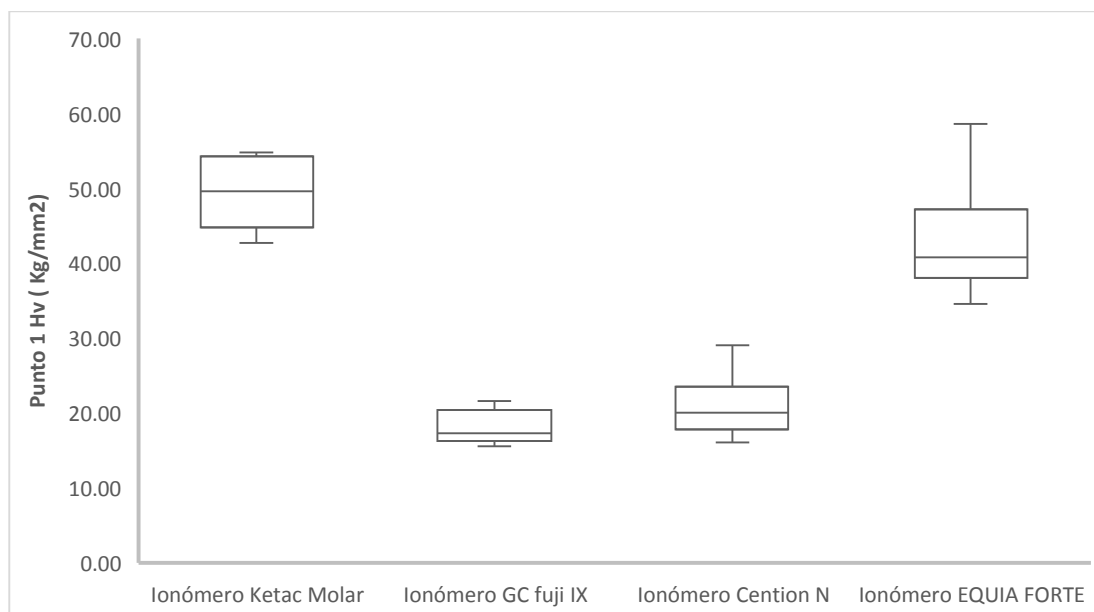 Punto 1 Hv ( Kg/mm2)
70.00
60.00
50.00
40.00
30.00
20.00
10.00
0.00
Ionómero Ketac Molar
Ionómero GC fuji IX
Ionómero Cention N
Ionómero EQUIA FORTE